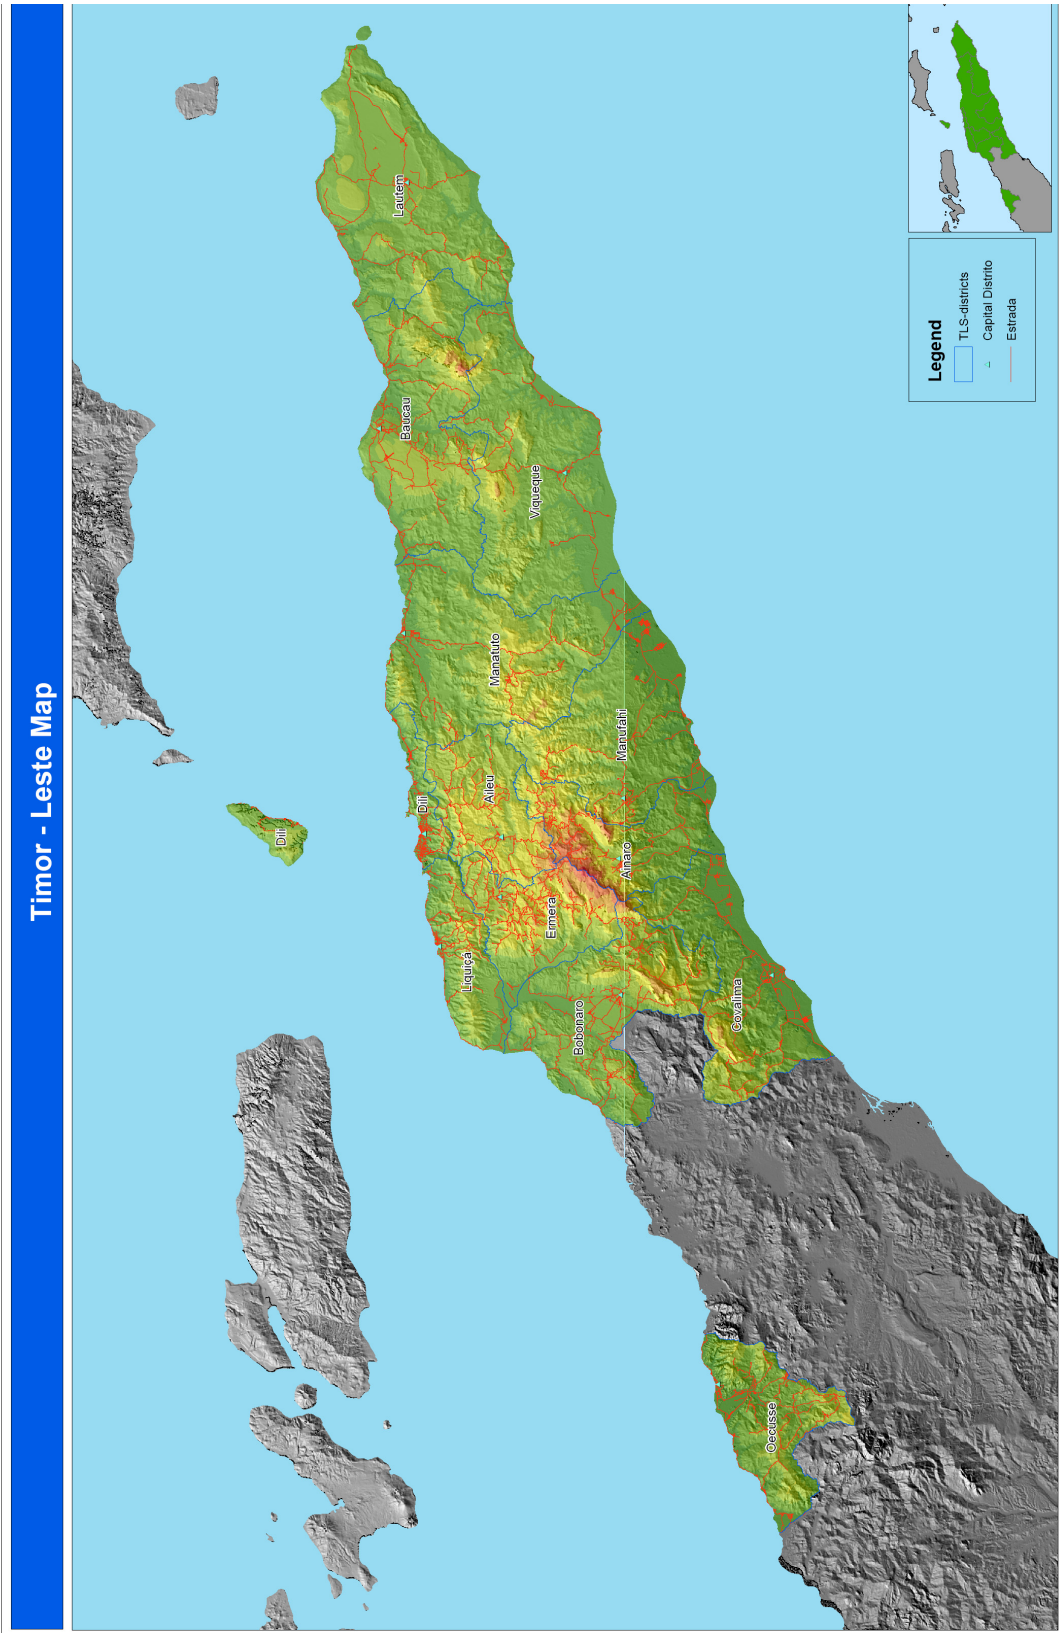 Timor - Leste Map
Lautem
Baucau
Viqueque
Manatuto
Manufahi
Dili
Aileu
Dili
Ainaro
Ermera
Liquiça
Bobonaro
Covalima
Oecusse
Legend
TLS-districts
Capital Distrito
Estrada